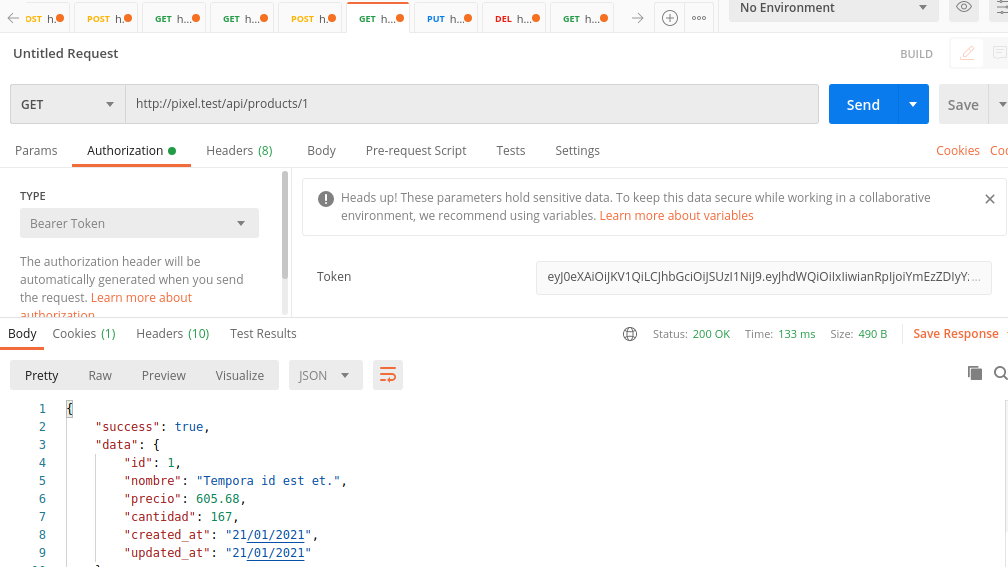 OST h... POST h... GET h... GET h... POST h... GET h... PUT h... DEL h... GET h... No Environment
Untitled Request BUILD
GET http://pixel.test/api/products/1 Send Save
Params Authorization Headers (8) Body Pre-request Script Tests Settings Cookies Coo
TYPE
Bearer Token
The authorization header will be
automatically generated when you send
the request. Learn more about
authorization
Heads up! These parameters hold sensitive data. To keep this data secure while working in a collaborative
environment, we recommend using variables. Learn more about variables
Token eyJ0eXAiOiJKV1QiLCJhbGciOiJSUzI1NiJ9.eyJhdWQiOiIxIiwianRpIjoiYmEzZDIyY: ...
Body Cookies (1) Headers (10) Test Results Status: 200 OK Time: 133 ms Size: 490 B Save Response
Pretty Raw Preview Visualize JSON
1 {
2 "success": true,
3 "data": {
4 "id": 1,
5 "nombre": "Tempora id est et.",
6 "precio": 605.68,
7 "cantidad": 167,
8 "created_at": "21/01/2021",
9 "updated_at": "21/01/2021"